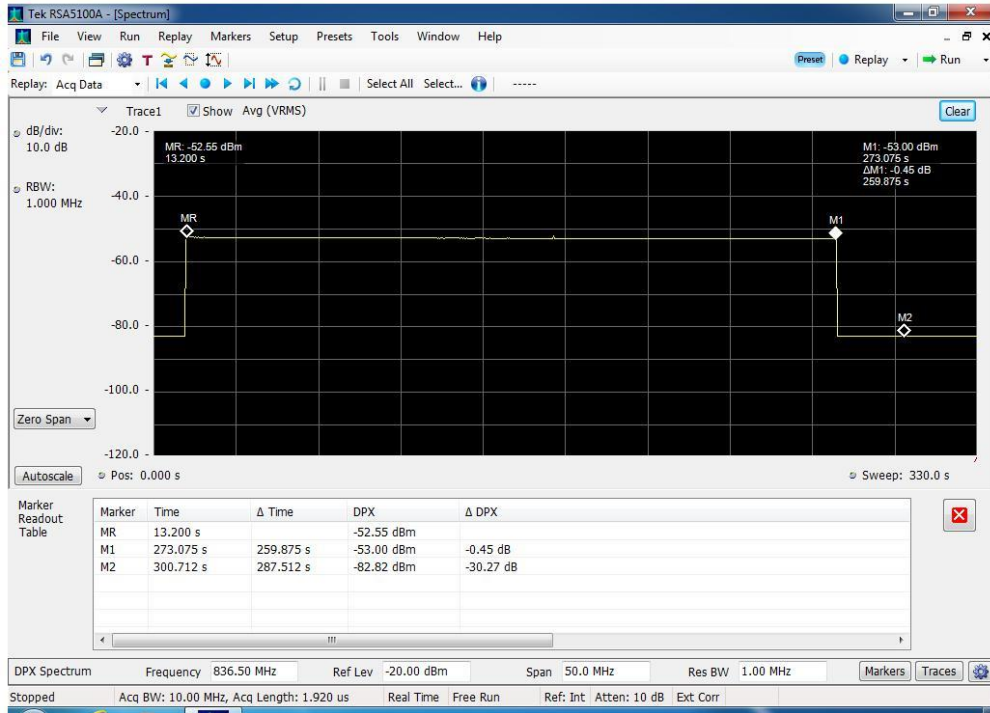 Tek RSA5100A - [Spectrum]
File View Run Replay Markers Setup Presets Tools Window Help
T
Preset Replay Run
Replay: Acq Data Select All Select... -----
Trace1 Show Avg (VRMS) Clear
dB/div:
10.0 dB
RBW:
1.000 MHz
-20.0
-40.0
-60.0
-80.0
-100.0
-120.0
MR: -52.55 dBm
13.200 s
M1: -53.00 dBm
273.075 s
ΔM1: -0.45 dB
259.875 s
MR
M1
M2
Zero Span
Autoscale Pos: 0.000 s Sweep: 330.0 s
Marker
Readout
Table
Marker Time Δ Time DPX Δ DPX
MR 13.200 s -52.55 dBm
M1 273.075 s 259.875 s -53.00 dBm -0.45 dB
M2 300.712 s 287.512 s -82.82 dBm -30.27 dB
DPX Spectrum Frequency 836.50 MHz Ref Lev -20.00 dBm Span 50.0 MHz Res BW 1.00 MHz Markers Traces
Stopped Acq BW: 10.00 MHz, Acq Length: 1.920 us Real Time Free Run Ref: Int Atten: 10 dB Ext Corr